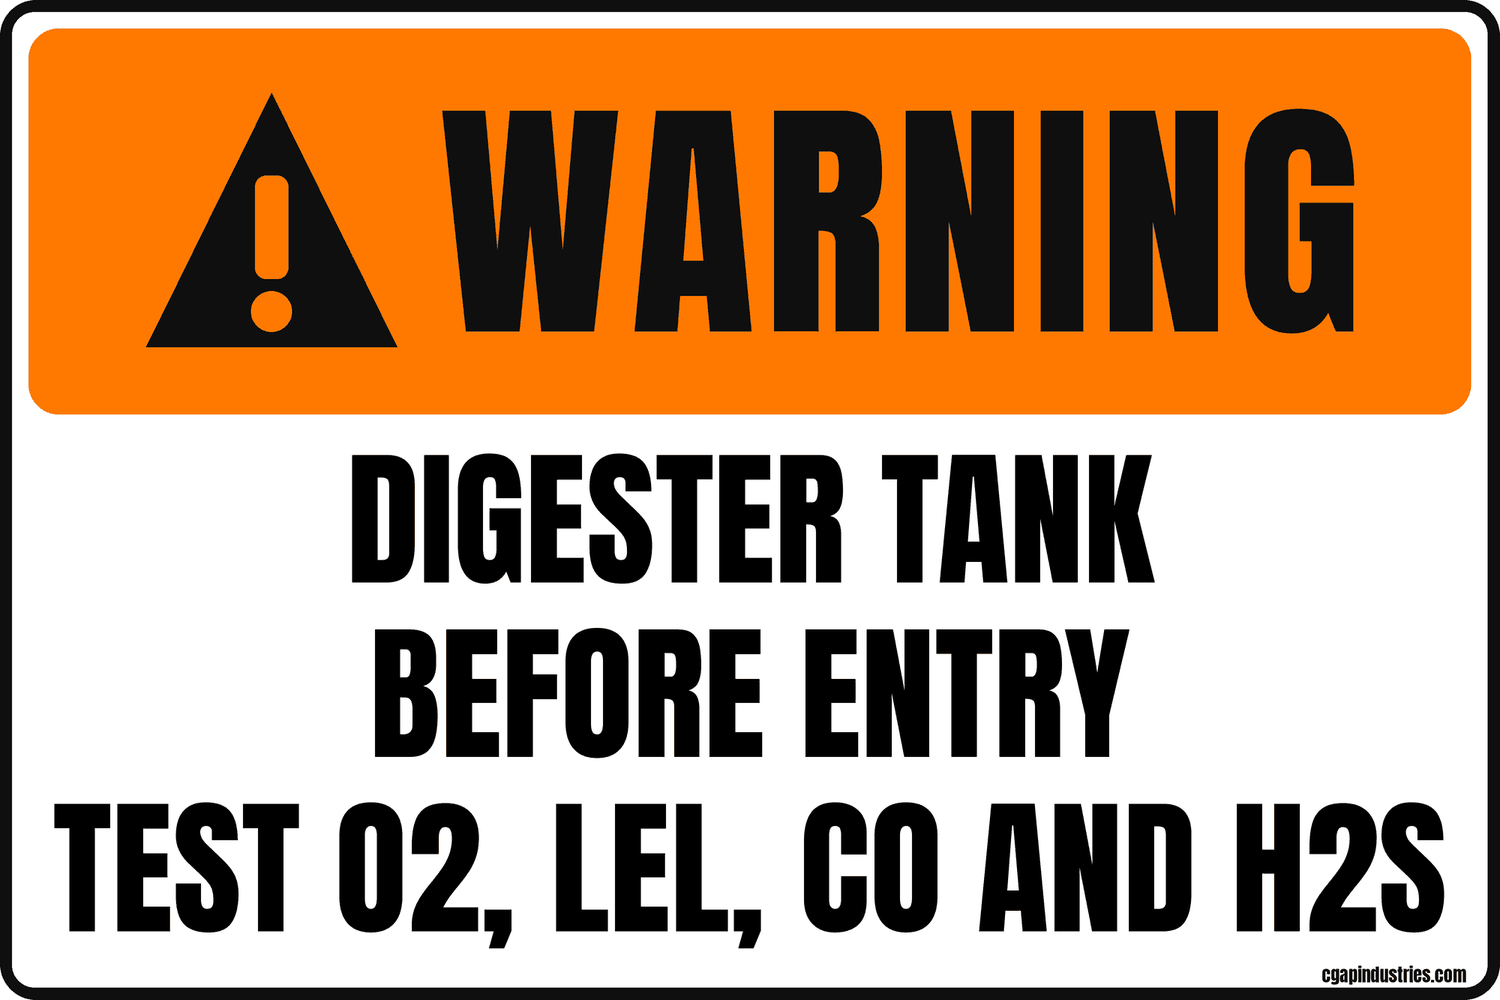 WARNING
DIGESTER TANK
BEFORE ENTRY
TEST O2, LEL, CO AND H2S
cgapindustries.com